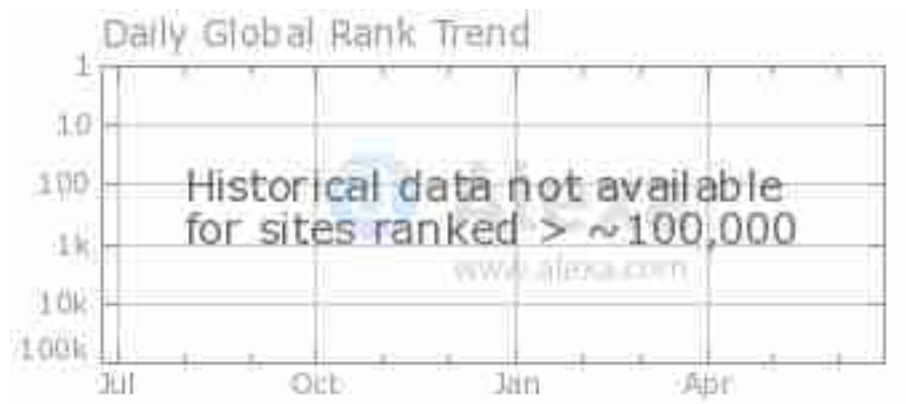 Daily Global Rank Trend
1
10
100
1k
10k
100k
Historical data not available
for sites ranked > ~100,000
www.alexa.com
Jul Oct Jan Apr